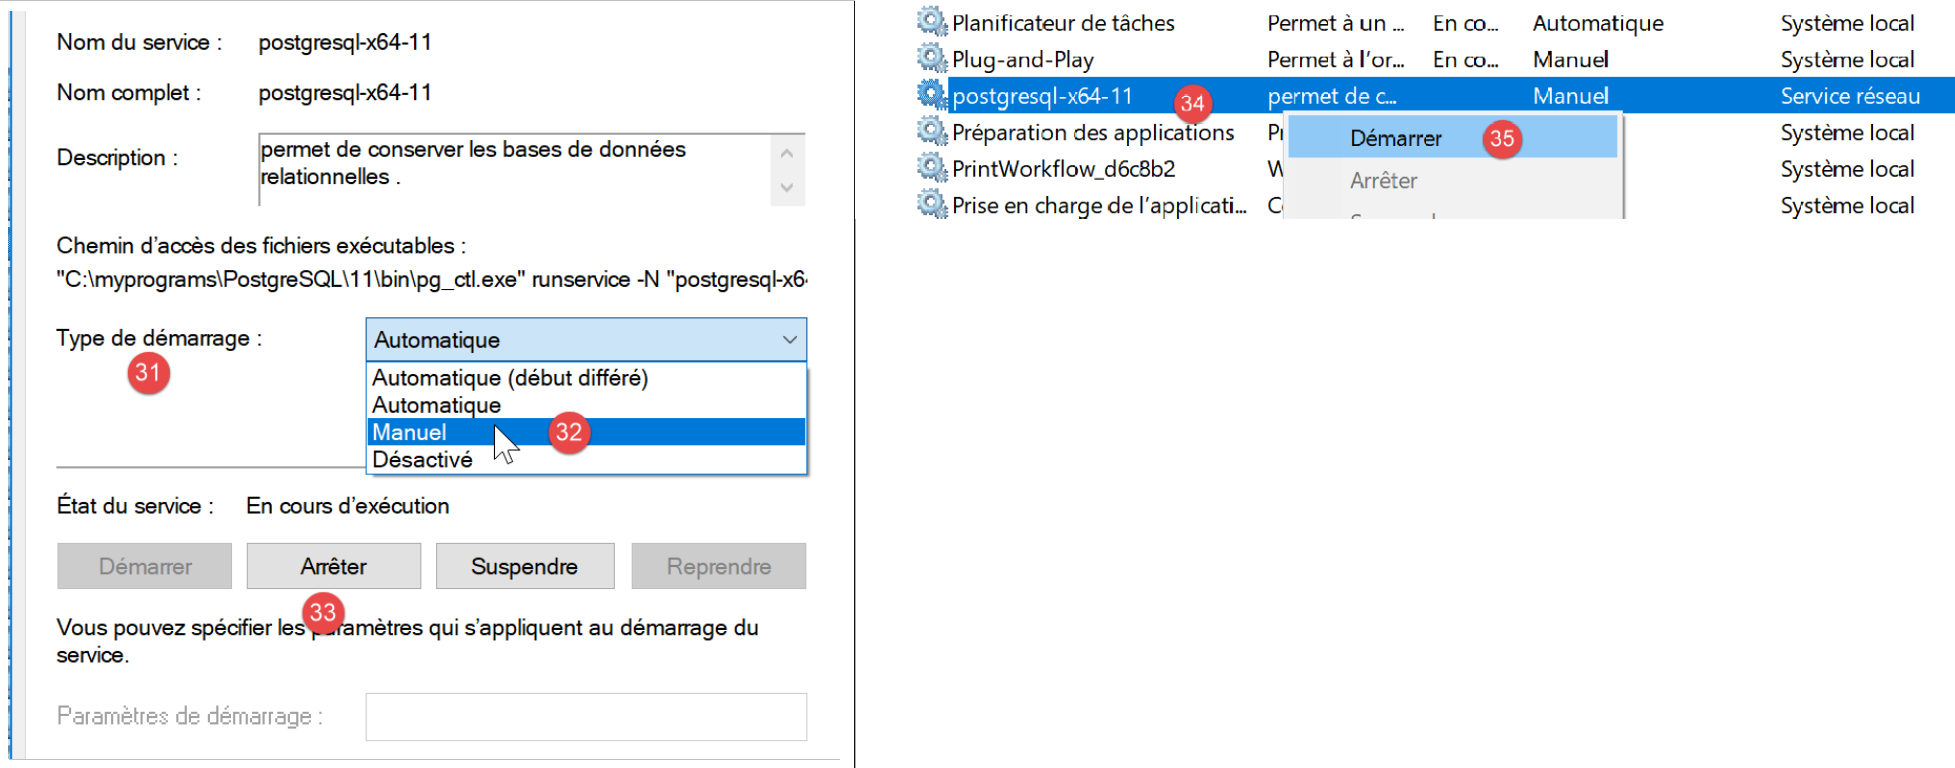 Nom du service : postgresql-x64-11
Nom complet : postgresql-x64-11
Description : permet de conserver les bases de données
relationnelles .
Chemin d'accès des fichiers exécutables :
"C:\myprograms\PostgreSQL\11\bin\pg_ctl.exe" runservice -N "postgresql-x64
Type de démarrage : Automatique
31
Automatique (début différé)
Automatique
Manuel 32
Désactivé
État du service : En cours d'exécution
Démarrer Arrêter Suspendre Reprendre
33
Vous pouvez spécifier les paramètres qui s'appliquent au démarrage du
service.
Paramètres de démarrage :
Planificateur de tâches Permet à un ... En co... Automatique Système local
Plug-and-Play Permet à l'or... En co... Manuel Système local
postgresql-x64-11 34 permet de c... Manuel Service réseau
Préparation des applications Système local
Démarrer 35
PrintWorkflow_d6c8b2 Système local
Arrêter
Prise en charge de l'applicati... Système local